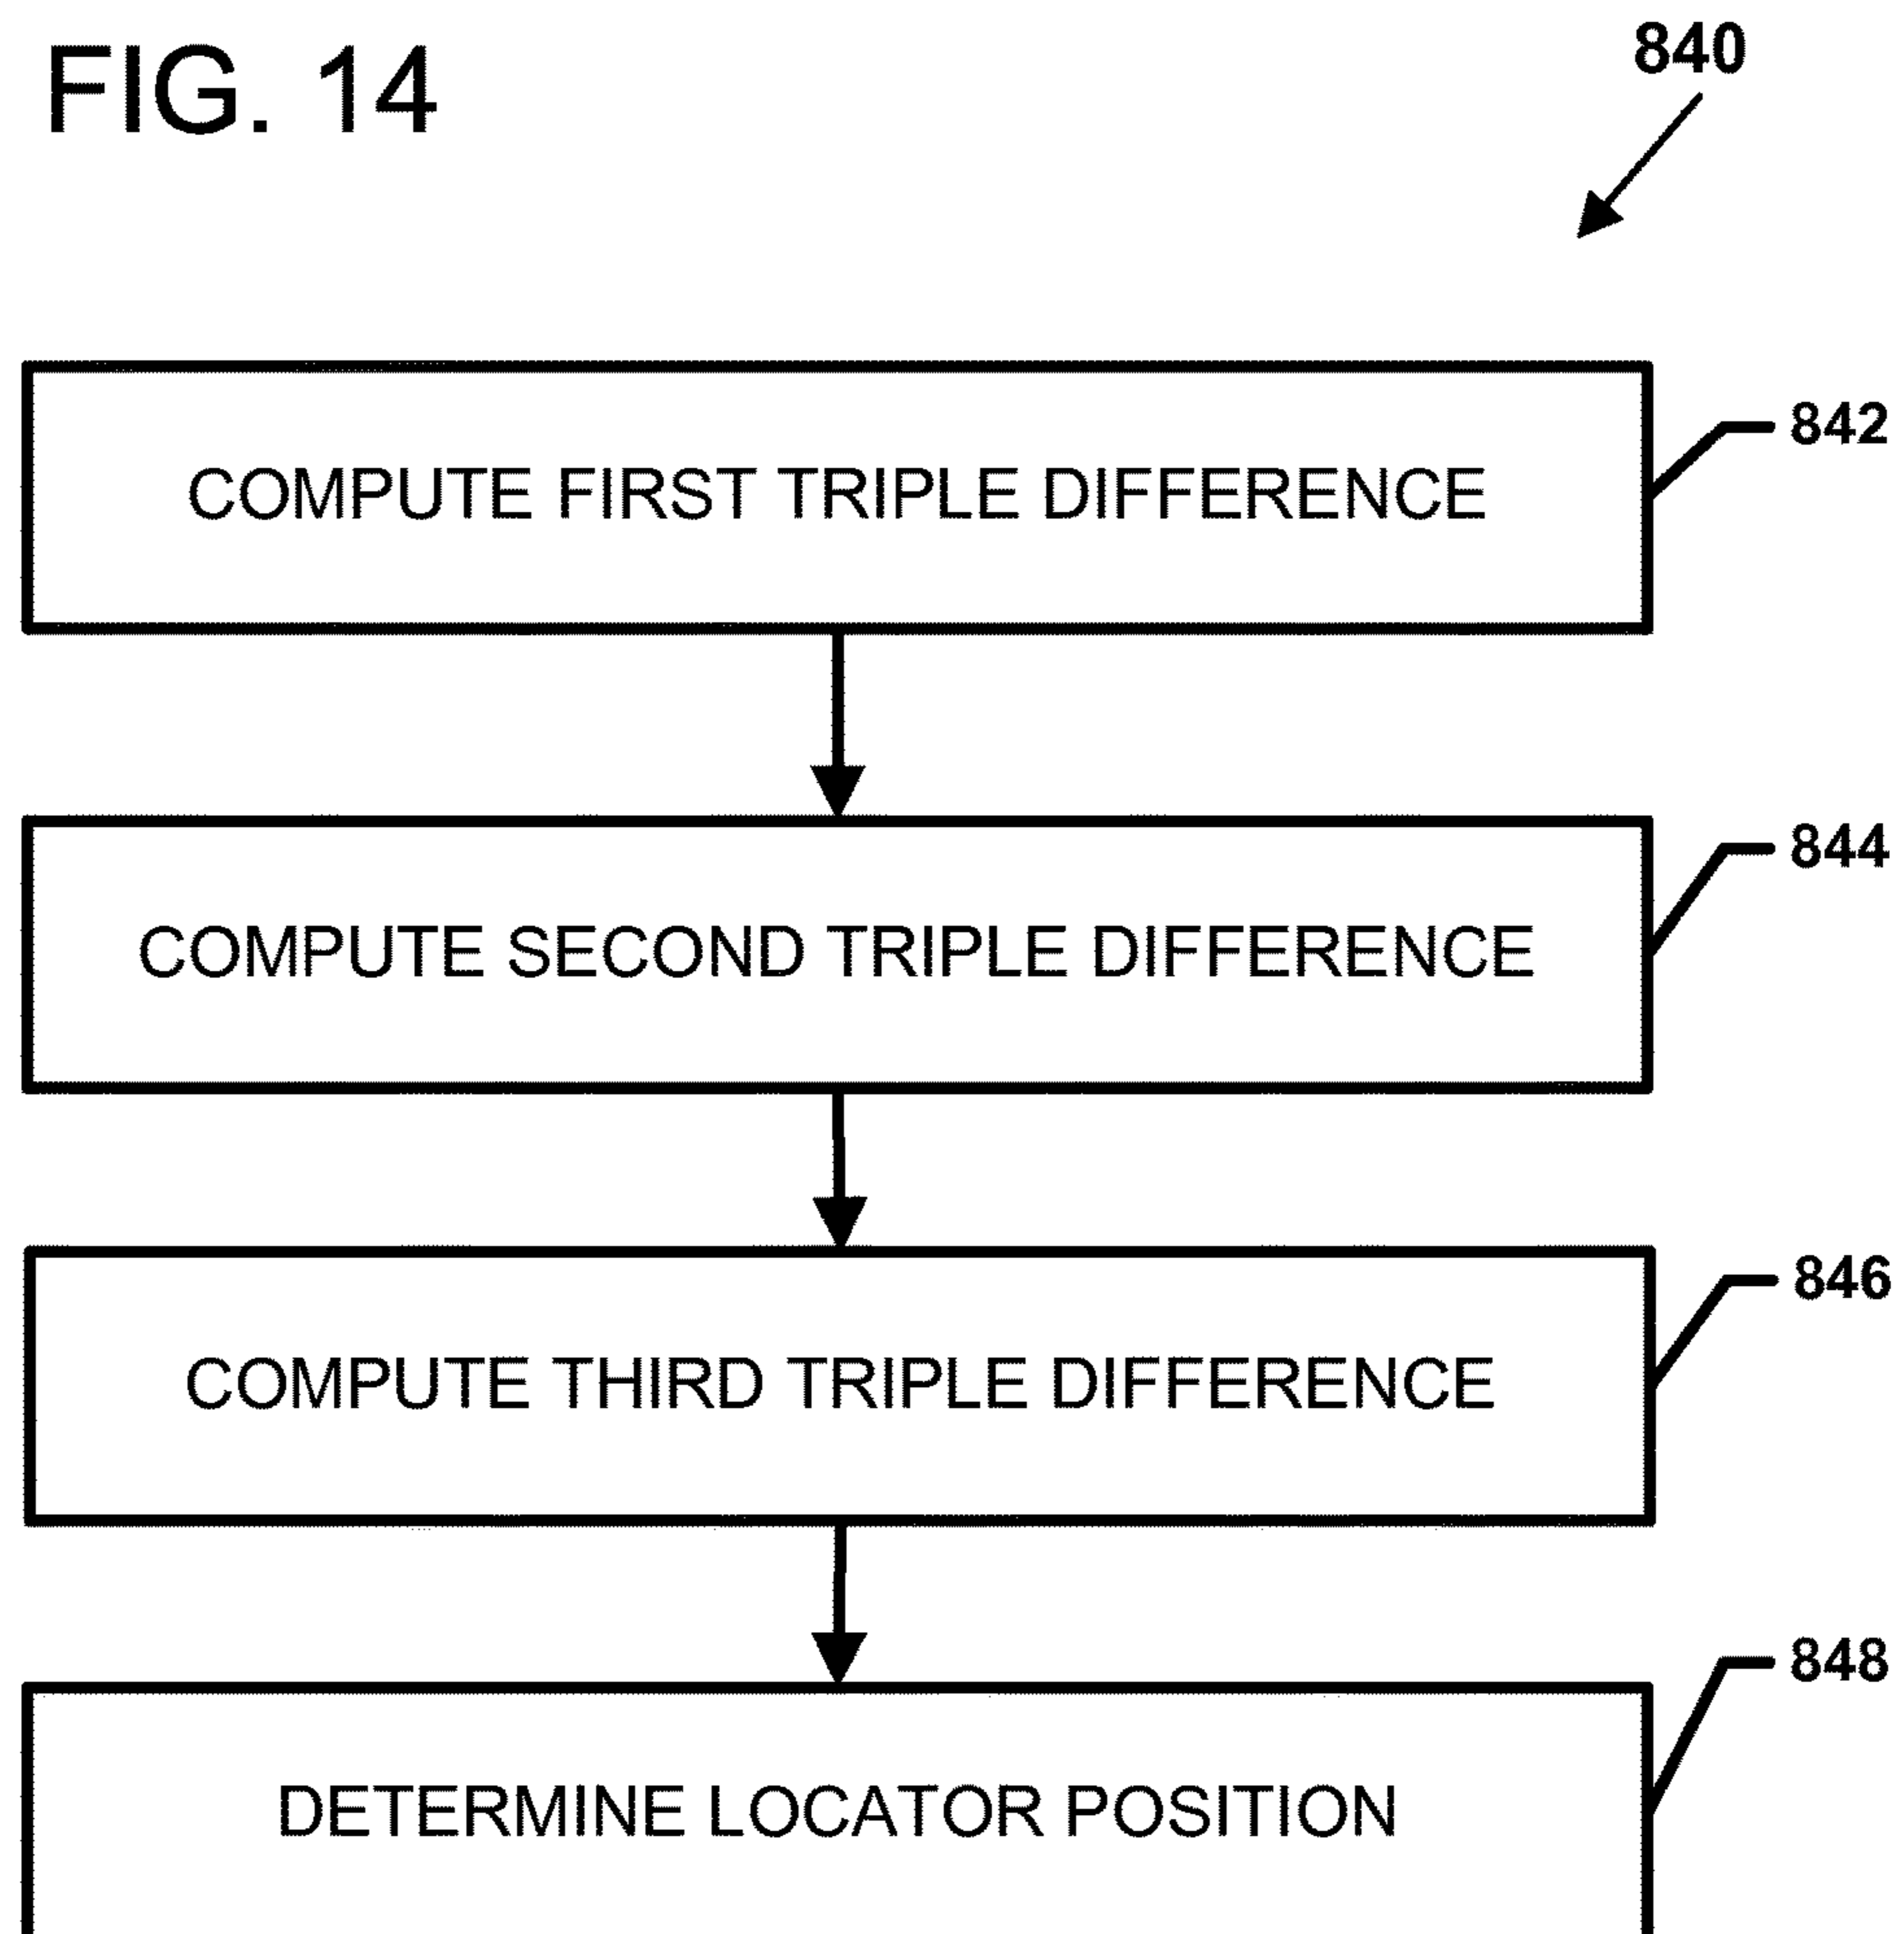 FIG. 14
840
842
COMPUTE FIRST TRIPLE DIFFERENCE
844
COMPUTE SECOND TRIPLE DIFFERENCE
846
COMPUTE THIRD TRIPLE DIFFERENCE
848
DETERMINE LOCATOR POSITION